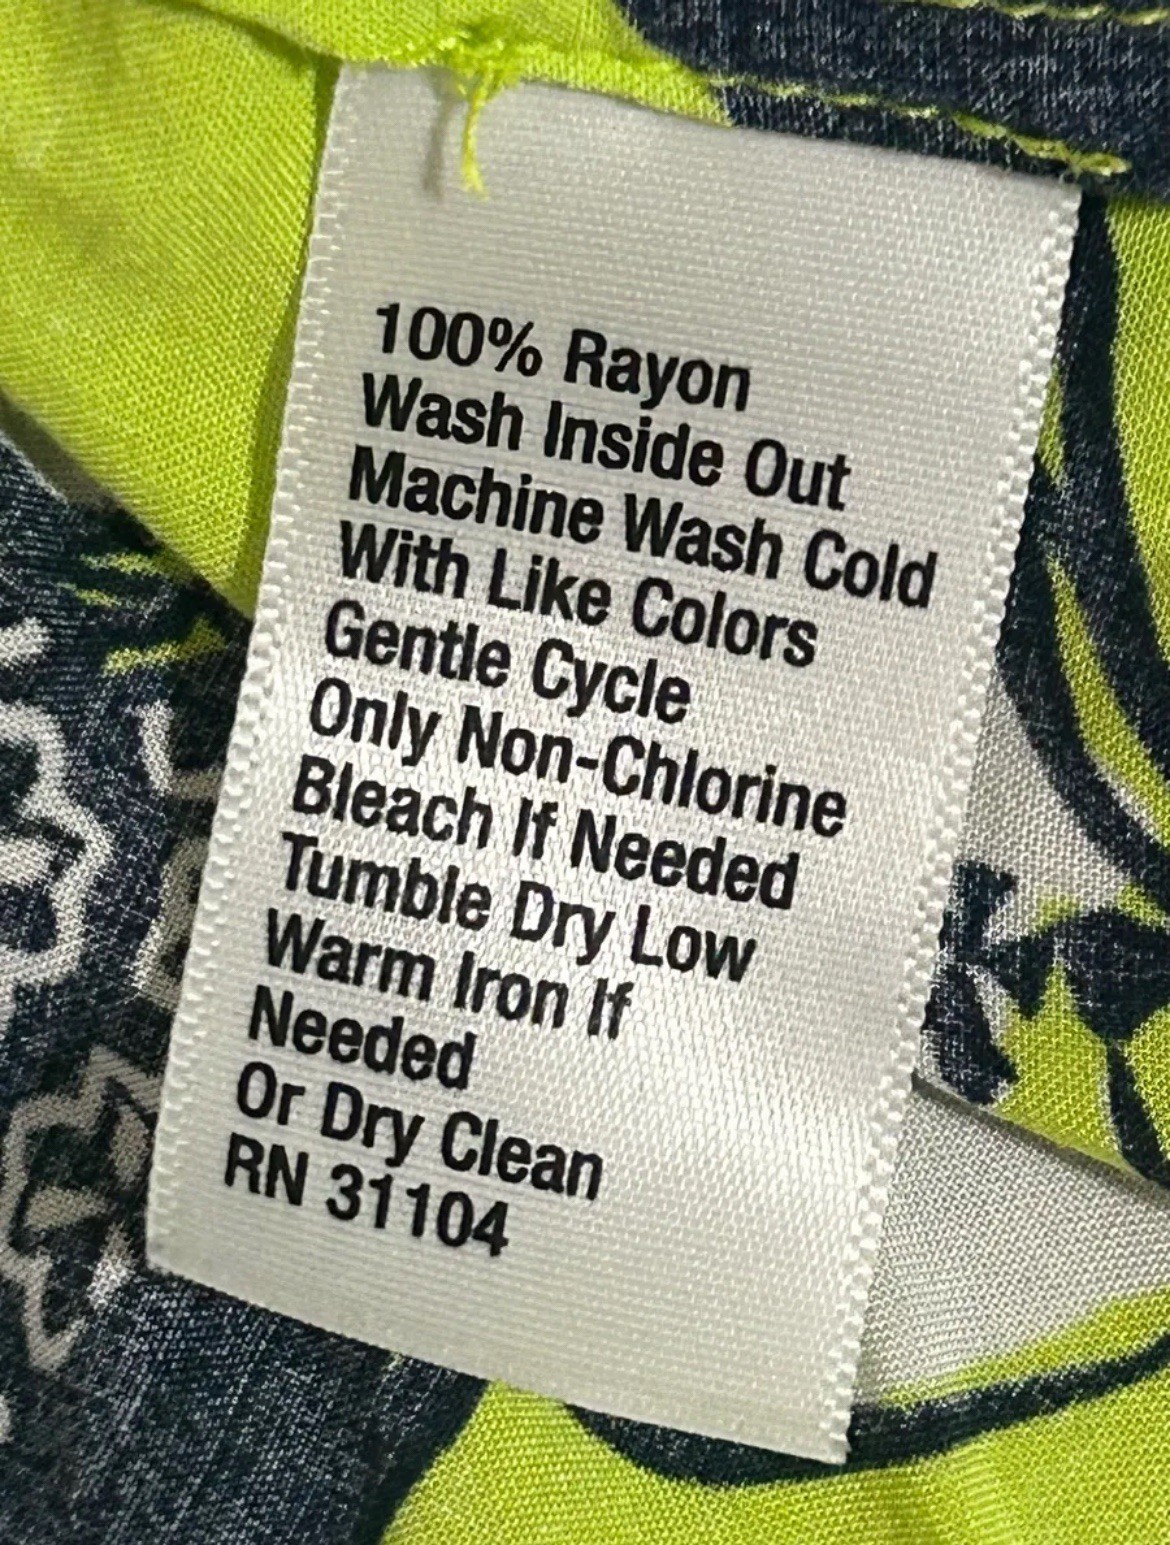 100% Rayon
Wash Inside Out
Machine Wash Cold
With Like Colors
Gentle Cycle
Only Non-Chlorine
Bleach If Needed
Tumble Dry Low
Warm Iron If
Needed
Or Dry Clean
RN 31104